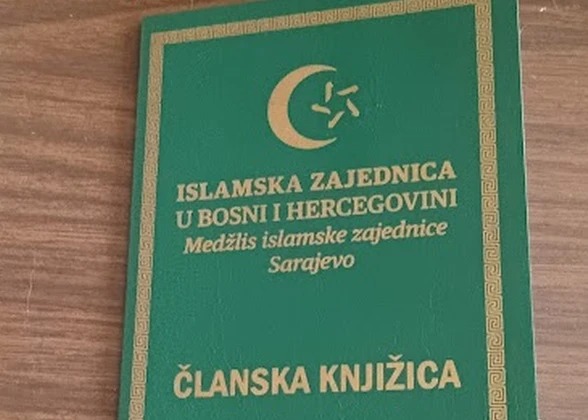 ISLAMSKA ZAJEDNICA
U BOSNI I HERCEGOVINI
Medžlis islamske zajednice
Sarajevo
ČLANSKA KNJIŽICA